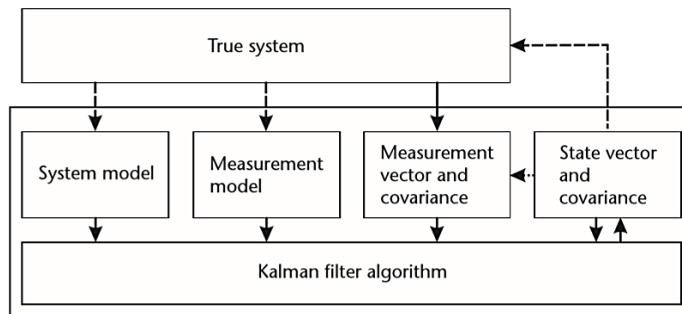 True system
System model
Measurement
model
Measurement
vector and
covariance
State vector
and
covariance
Kalman filter algorithm